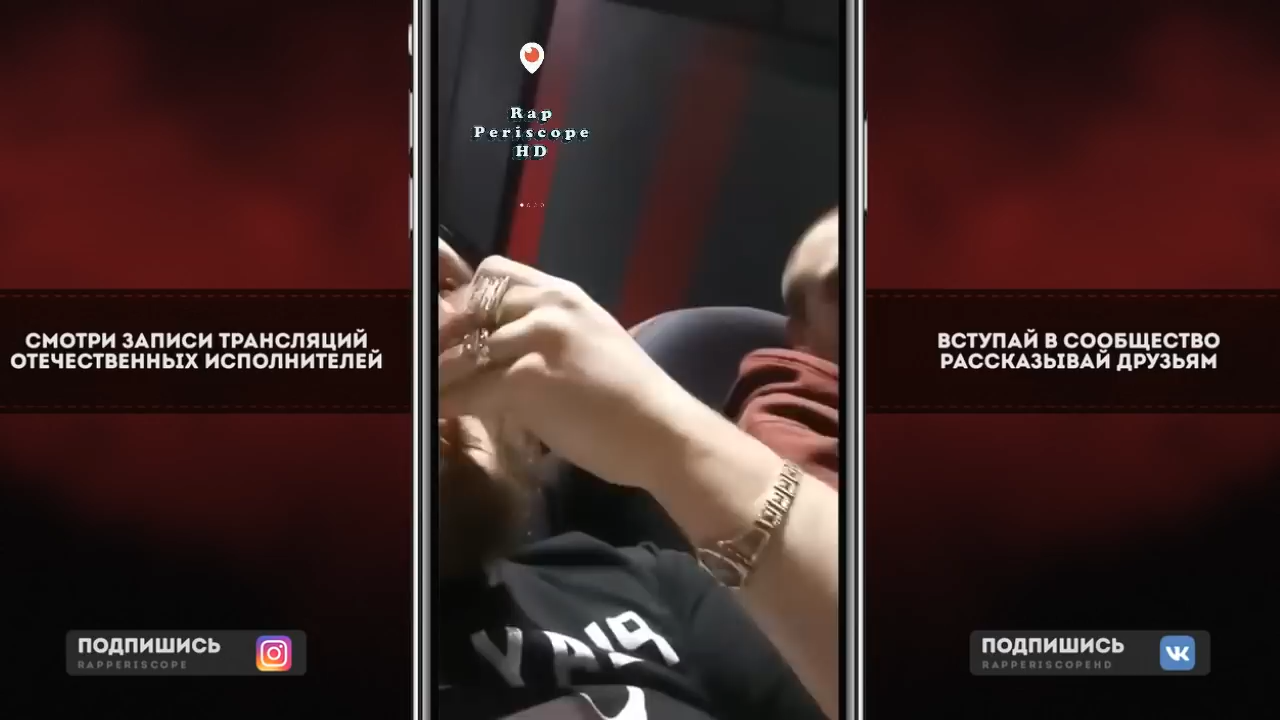 Rap
Periscope
HD
СМОТРИ ЗАПИСИ ТРАНСЛЯЦИЙ
ОТЕЧЕСТВЕННЫХ ИСПОЛНИТЕЛЕЙ
ВСТУПАЙ В СООБЩЕСТВО
РАССКАЗЫВАЙ ДРУЗЬЯМ
ПОДПИШИСЬ
RAPPERISCOPE
ПОДПИШИСЬ
RAPPERISCOPEHD